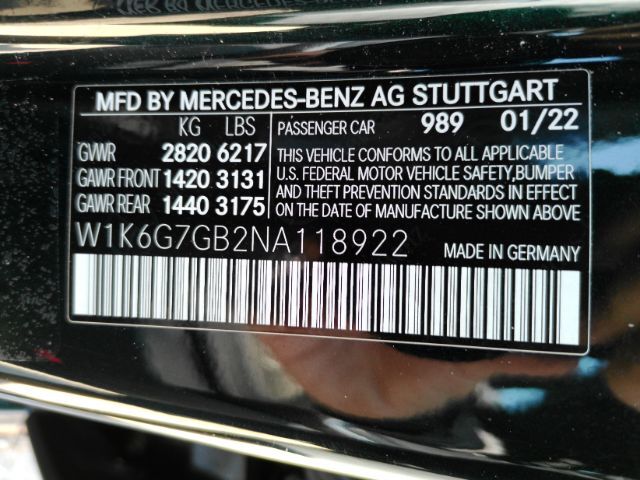 MFD BY MERCEDES-BENZ AG STUTTGART
KG LBS
GVWR 2820 6217
GAWR FRONT 1420 3131
GAWR REAR 1440 3175
PASSENGER CAR 989 01/22
THIS VEHICLE CONFORMS TO ALL APPLICABLE
U.S. FEDERAL MOTOR VEHICLE SAFETY,BUMPER
AND THEFT PREVENTION STANDARDS IN EFFECT
ON THE DATE OF MANUFACTURE SHOWN ABOVE
W1K6G7GB2NA118922
MADE IN GERMANY